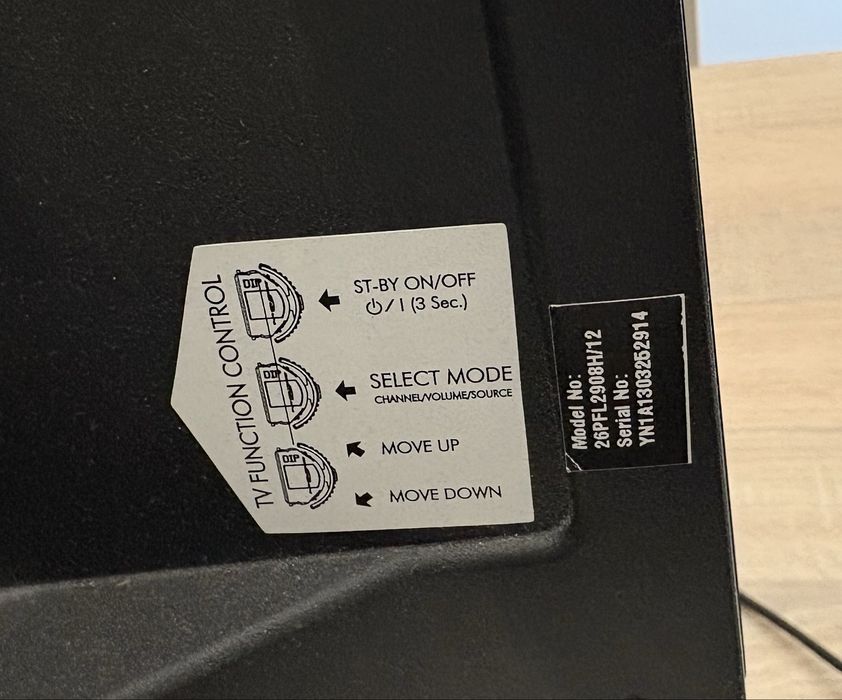 TV FUNCTION CONTROL
DIP
ST-BY ON/OFF
⏻/I (3 Sec.)
DIP
SELECT MODE
CHANNEL/VOLUME/SOURCE
DIP
MOVE UP
MOVE DOWN
Model No:
26PFL2908H/12
Serial No:
YN1A1303252914